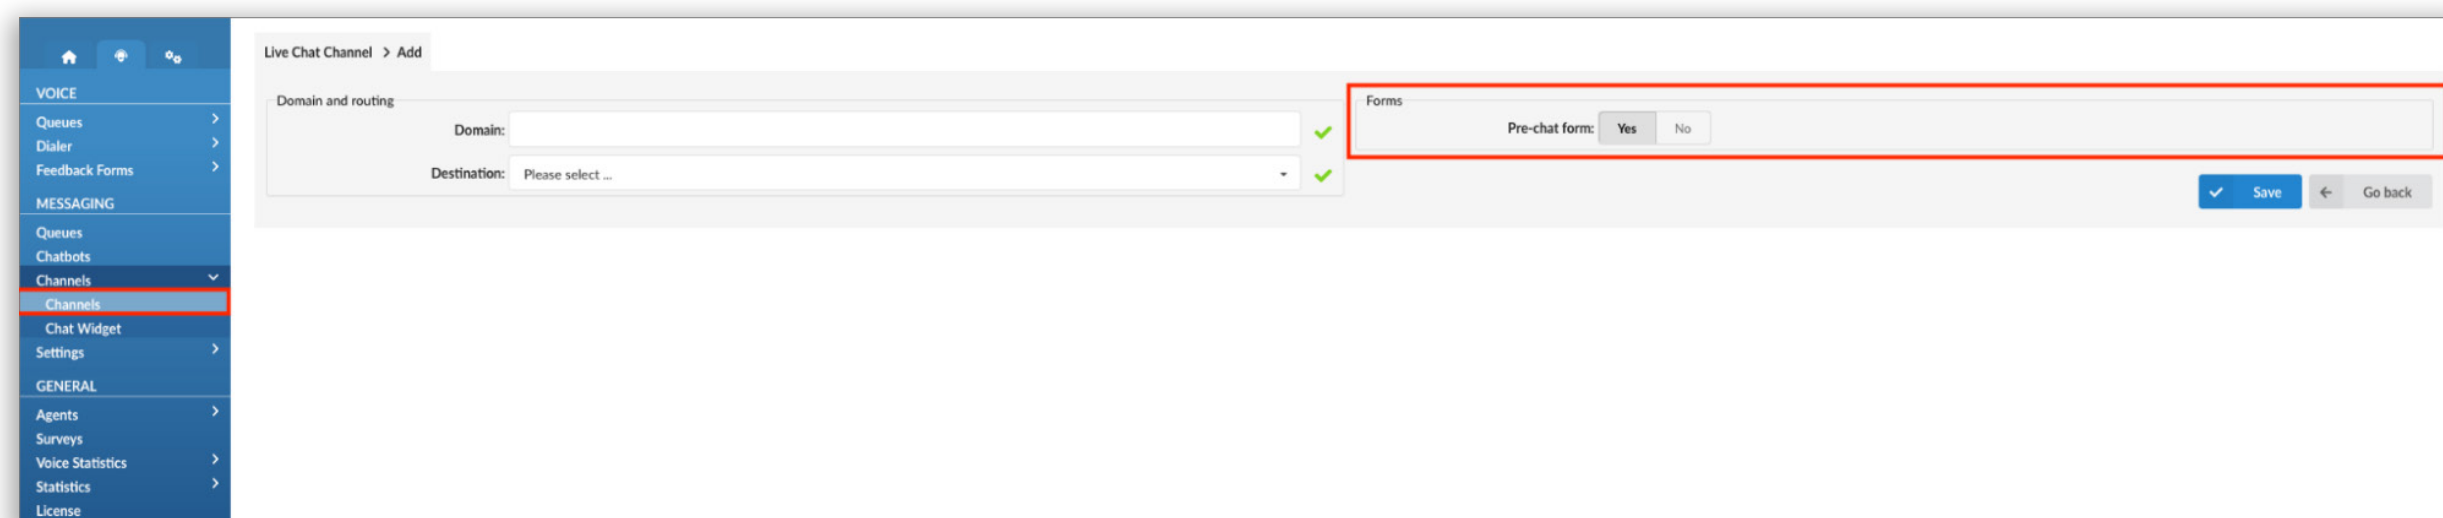 Live Chat Channel > Add
VOICE
Queues
Dialer
Feedback Forms
MESSAGING
Queues
Chatbots
Channels
Channels
Chat Widget
Settings
GENERAL
Agents
Surveys
Voice Statistics
Statistics
License
Domain and routing
Domain:
Destination: Please select ...
Forms
Pre-chat form: Yes No
Save Go back